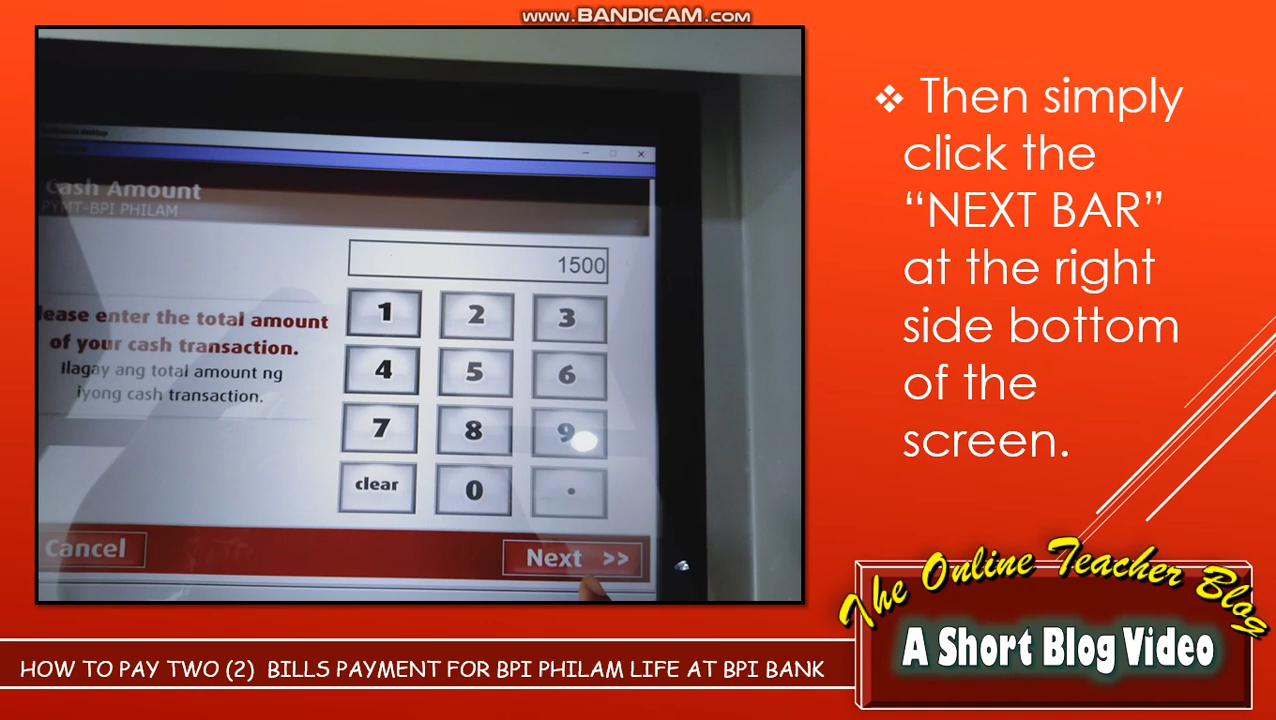 www.BANDICAM.com
Cash Amount
PYMT-BPI PHILAM
1500
ease enter the total amount
of your cash transaction.
Ilagay ang total amount ng
iyong cash transaction.
1 2 3
4 5 6
7 8 9
clear 0 .
Cancel
Next >>
❖ Then simply
click the
“NEXT BAR”
at the right
side bottom
of the
screen.
The Online Teacher Blog
A Short Blog Video
HOW TO PAY TWO (2) BILLS PAYMENT FOR BPI PHILAM LIFE AT BPI BANK